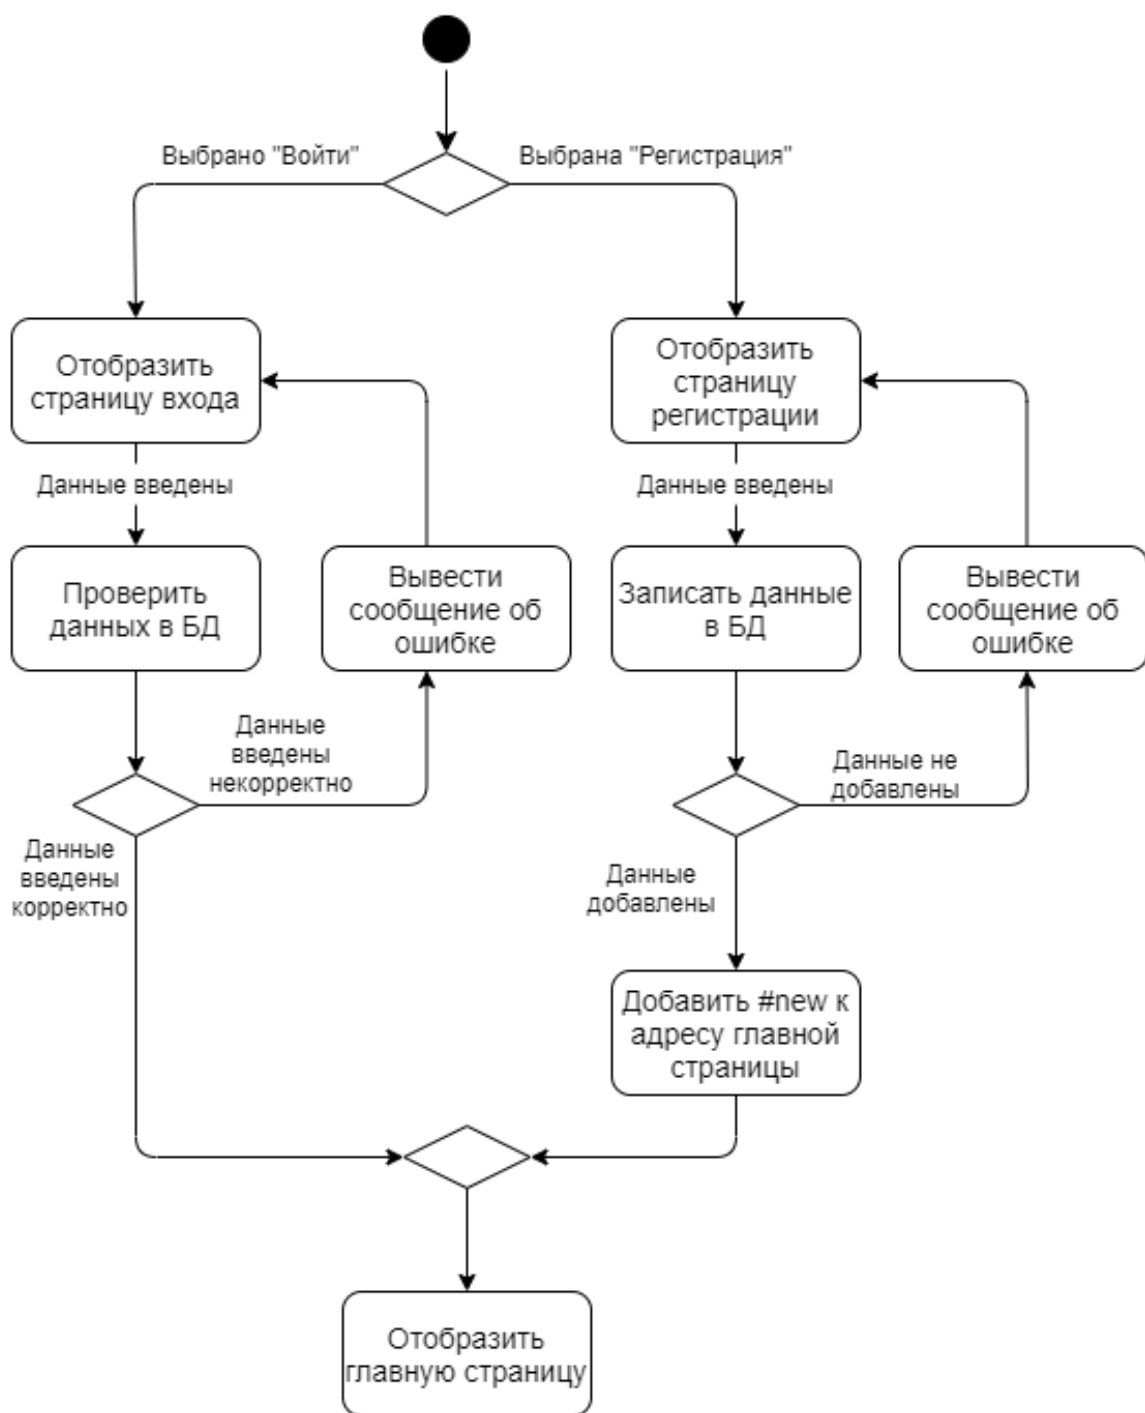 Выбрано "Войти"
Выбрана "Регистрация"
Отобразить
страницу входа
Отобразить
страницу
регистрации
Данные введены
Данные введены
Проверить
данных в БД
Вывести
сообщение об
ошибке
Записать данные
в БД
Вывести
сообщение об
ошибке
Данные
введены
некорректно
Данные не
добавлены
Данные
введены
корректно
Данные
добавлены
Добавить #new к
адресу главной
страницы
Отобразить
главную страницу